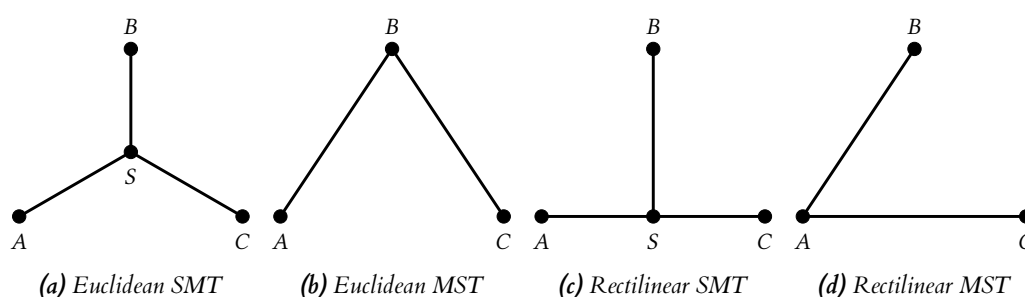 B
S
A
C
(a) Euclidean SMT
B
A
C
(b) Euclidean MST
B
A
S
C
(c) Rectilinear SMT
B
A
C
(d) Rectilinear MST